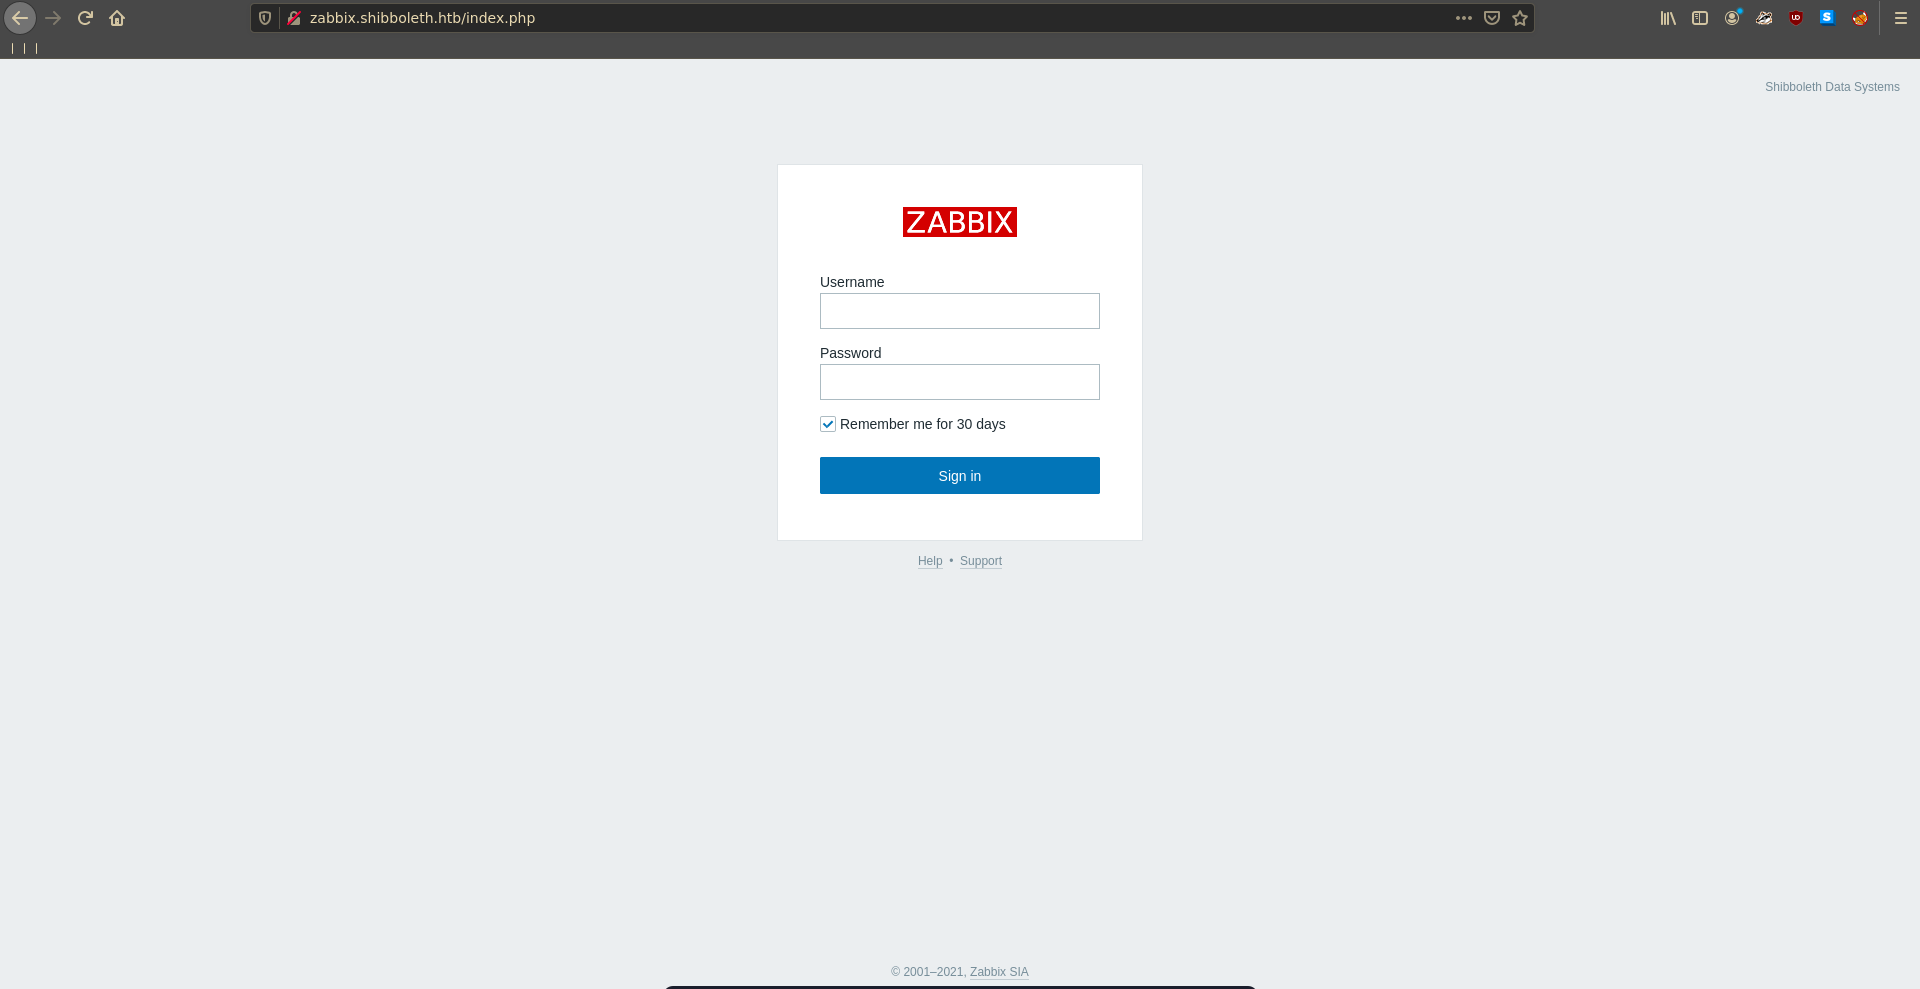 zabbix.shibboleth.htb/index.php
Shibboleth Data Systems
ZABBIX
Username
Password
Remember me for 30 days
Sign in
Help • Support
© 2001–2021, Zabbix SIA